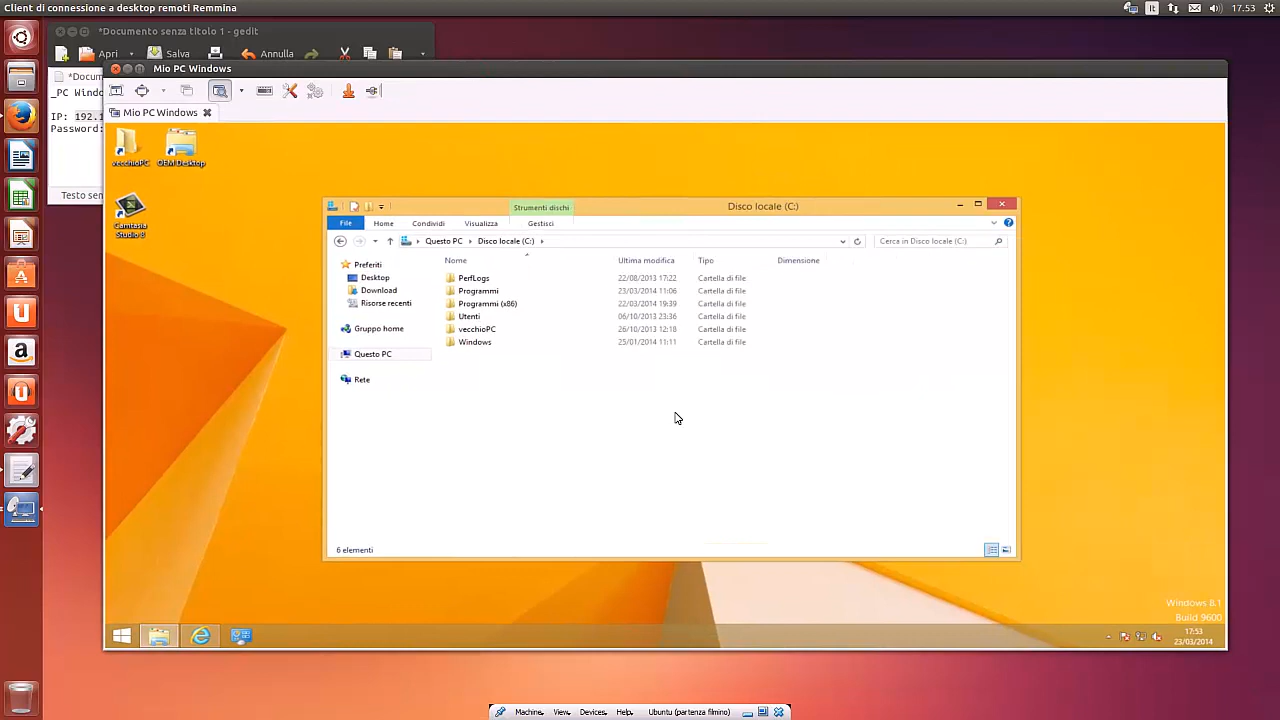 Client di connessione a desktop remoti Remmina
It
17.53
*Documento senza titolo 1 - gedit
Apri
Salva
Annulla
*Docum
_PC Windo
IP: 192.1
Password:
Testo sem
Mio PC Windows
Mio PC Windows
vecchioPC
OEM Desktop
Camtasia
Studio 8
Strumenti dischi
Disco locale (C:)
File
Home
Condividi
Visualizza
Gestisci
Questo PC
Disco locale (C:)
Cerca in Disco locale (C:)
Nome
Ultima modifica
Tipo
Dimensione
Preferiti
Desktop
Download
Risorse recenti
Gruppo home
Questo PC
Rete
PerfLogs 22/08/2013 17:22 Cartella di file
Programmi 23/03/2014 11:06 Cartella di file
Programmi (x86) 22/03/2014 19:39 Cartella di file
Utenti 06/10/2013 23:36 Cartella di file
vecchioPC 26/10/2013 12:18 Cartella di file
Windows 25/01/2014 11:11 Cartella di file
6 elementi
Windows 8.1
Build 9600
17:53
23/03/2014
Machine
View
Devices
Help
Ubuntu (partenza filmino)